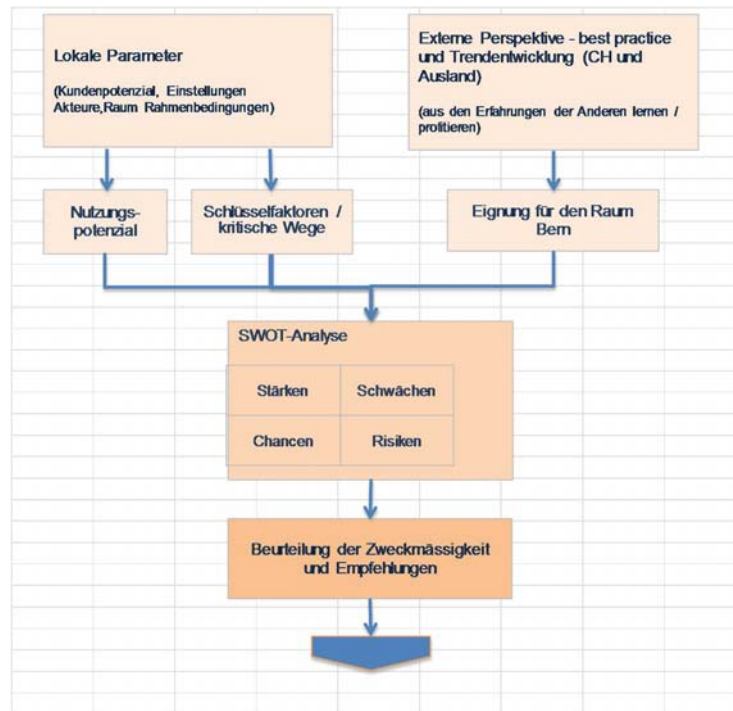 Lokale Parameter
(Kundenpotenzial, Einstellungen
Akteure,Raum Rahmenbedingungen)
Externe Perspektive - best practice
und Trendentwicklung (CH und
Ausland)
(aus den Erfahrungen der Anderen lernen /
profitieren)
Nutzungs-
potenzial
Schlüsselfaktoren /
kritische Wege
Eignung für den Raum
Bern
SWOT-Analyse
Stärken
Schwächen
Chancen
Risiken
Beurteilung der Zweckmässigkeit
und Empfehlungen